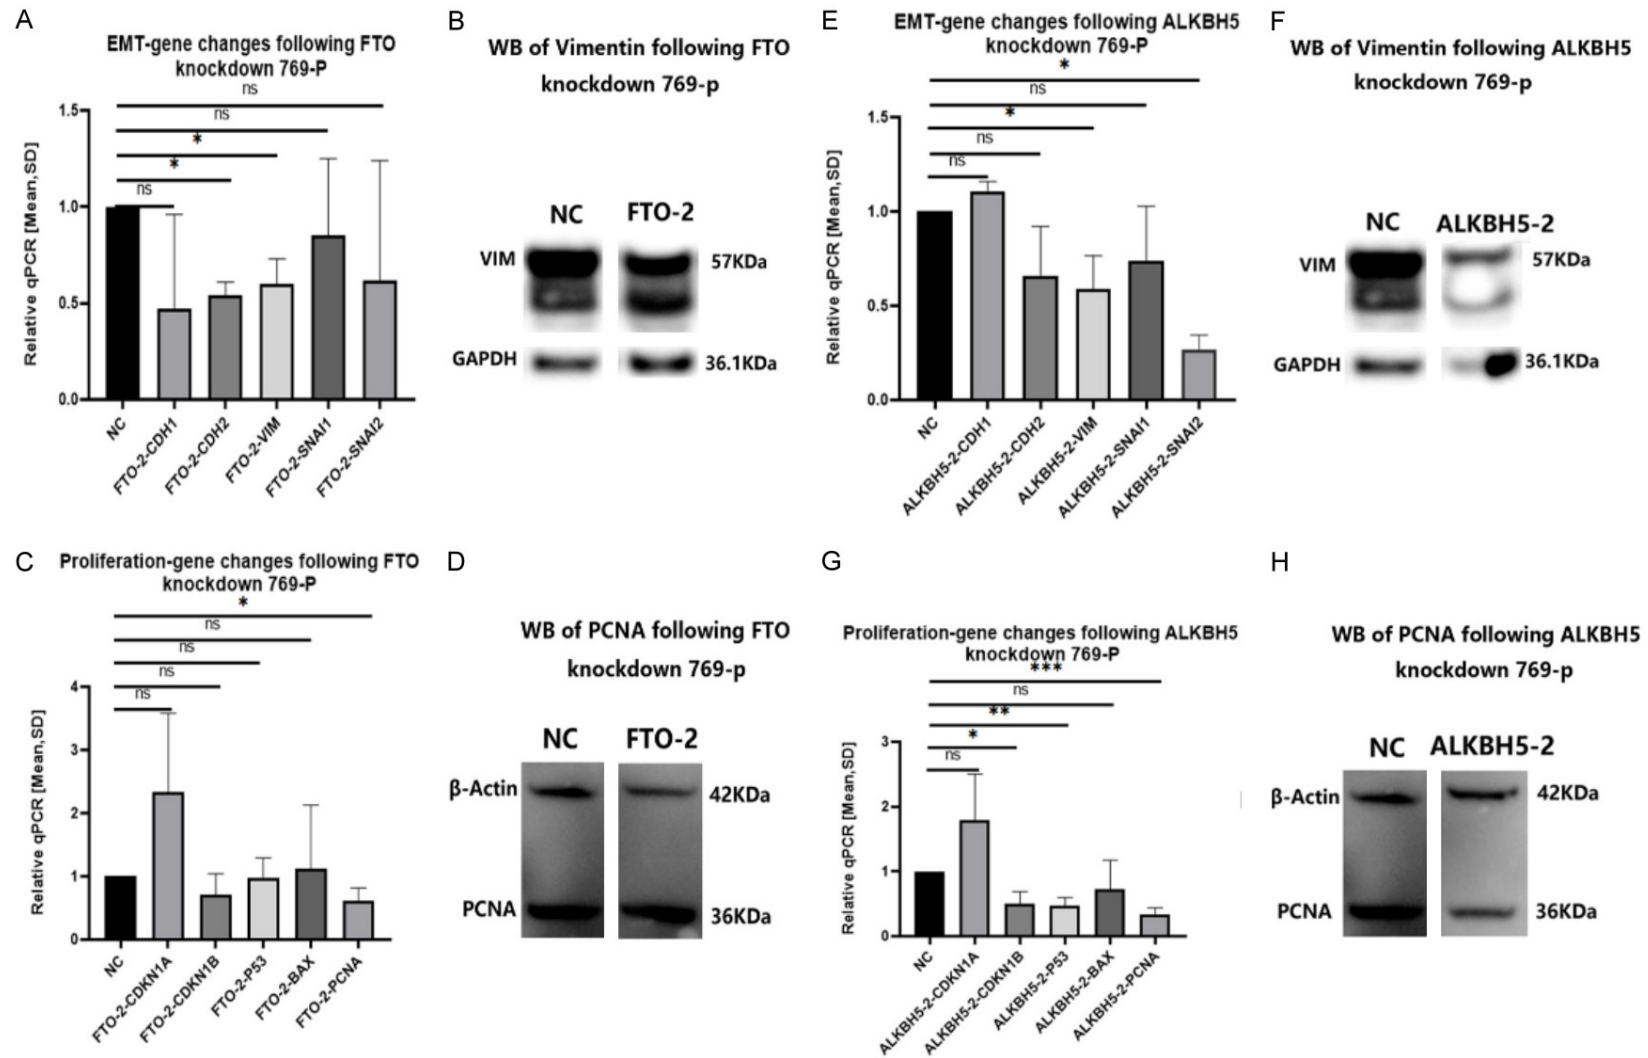 A
EMT-gene changes following FTO
knockdown 769-P
ns
ns
*
*
ns
1.5
1.0
0.5
0.0
Relative qPCR [Mean,SD]
NC
FTO-2-CDH1
FTO-2-CDH2
FTO-2-VIM
FTO-2-SNAI1
FTO-2-SNAI2
B
WB of Vimentin following FTO
knockdown 769-p
NC FTO-2
VIM 57KDa
GAPDH 36.1KDa
E
EMT-gene changes following ALKBH5
knockdown 769-P
*
ns
*
ns
ns
1.5
1.0
0.5
0.0
Relative qPCR [Mean,SD]
NC
ALKBH5-2-CDH1
ALKBH5-2-CDH2
ALKBH5-2-VIM
ALKBH5-2-SNAI1
ALKBH5-2-SNAI2
F
WB of Vimentin following ALKBH5
knockdown 769-p
NC ALKBH5-2
VIM 57KDa
GAPDH 36.1KDa
C
Proliferation-gene changes following FTO
knockdown 769-P
*
ns
ns
ns
ns
4
3
2
1
0
Relative qPCR [Mean,SD]
NC
FTO-2-CDKN1A
FTO-2-CDKN1B
FTO-2-P53
FTO-2-BAX
FTO-2-PCNA
D
WB of PCNA following FTO
knockdown 769-p
NC FTO-2
β-Actin 42KDa
PCNA 36KDa
G
Proliferation-gene changes following ALKBH5
knockdown 769-P
***
ns
**
*
ns
3
2
1
0
Relative qPCR [Mean,SD]
NC
ALKBH5-2-CDKN1A
ALKBH5-2-CDKN1B
ALKBH5-2-P53
ALKBH5-2-BAX
ALKBH5-2-PCNA
H
WB of PCNA following ALKBH5
knockdown 769-p
NC ALKBH5-2
β-Actin 42KDa
PCNA 36KDa